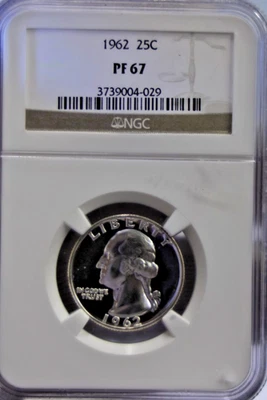 1962 25C
PF 67
3739004-029
NGC
LIBERTY
IN GOD WE
TRUST
1962